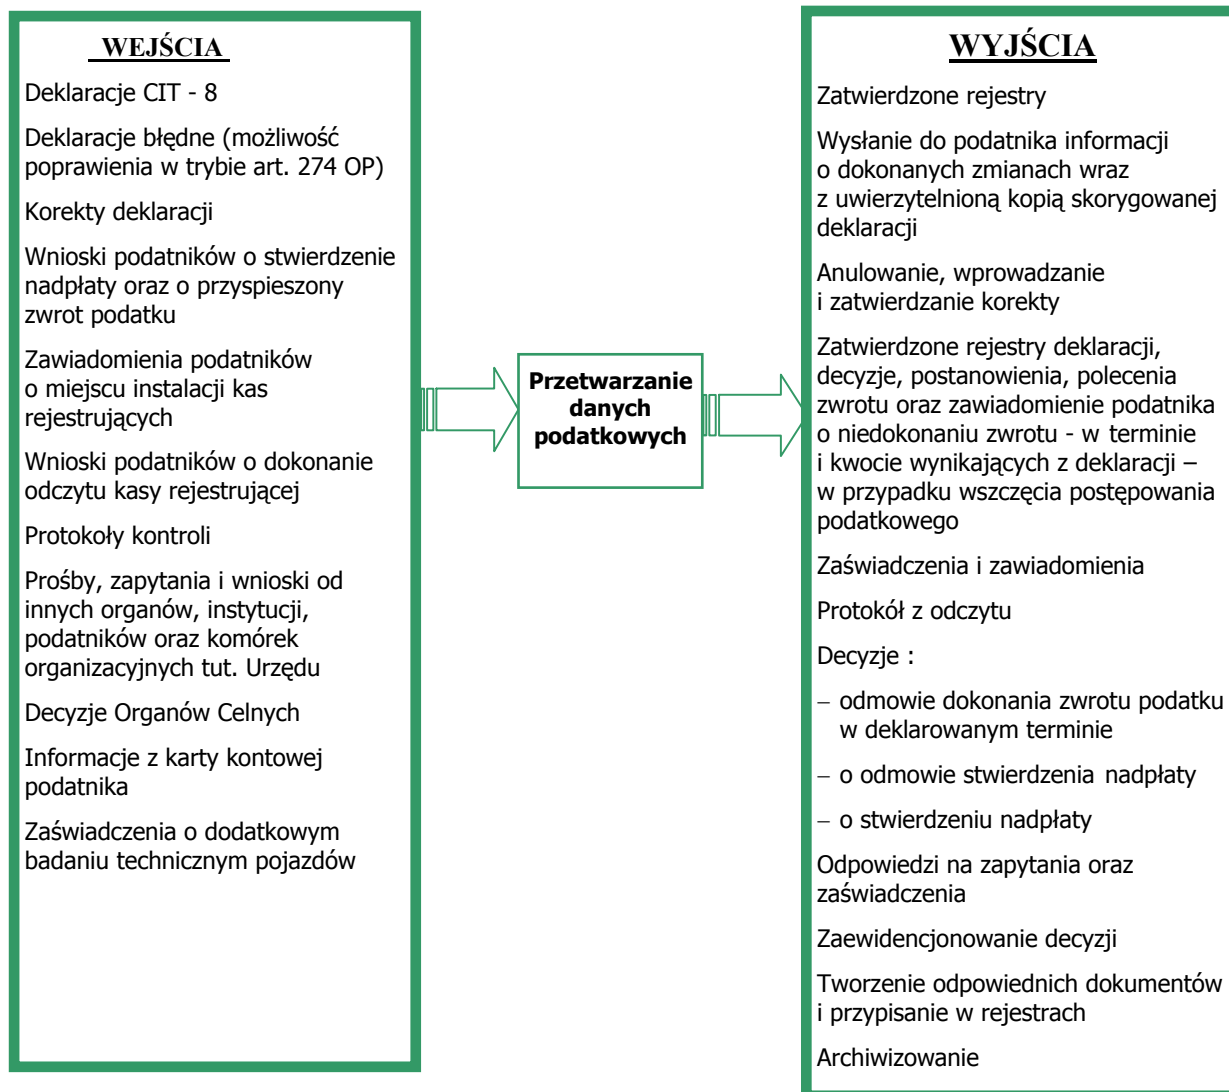 WEJŚCIA
Deklaracje CIT - 8
Deklaracje błędne (możliwość
poprawienia w trybie art. 274 OP)
Korekty deklaracji
Wnioski podatników o stwierdzenie
nadpłaty oraz o przyspieszony
zwrot podatku
Zawiadomienia podatników
o miejscu instalacji kas
rejestrujących
Wnioski podatników o dokonanie
odczytu kasy rejestrującej
Protokoły kontroli
Prośby, zapytania i wnioski od
innych organów, instytucji,
podatników oraz komórek
organizacyjnych tut. Urzędu
Decyzje Organów Celnych
Informacje z karty kontowej
podatnika
Zaświadczenia o dodatkowym
badaniu technicznym pojazdów
Przetwarzanie
danych
podatkowych
WYJŚCIA
Zatwierdzone rejestry
Wysłanie do podatnika informacji
o dokonanych zmianach wraz
z uwierzytelnioną kopią skorygowanej
deklaracji
Anulowanie, wprowadzanie
i zatwierdzanie korekty
Zatwierdzone rejestry deklaracji,
decyzje, postanowienia, polecenia
zwrotu oraz zawiadomienie podatnika
o niedokonaniu zwrotu - w terminie
i kwocie wynikających z deklaracji –
w przypadku wszczęcia postępowania
podatkowego
Zaświadczenia i zawiadomienia
Protokół z odczytu
Decyzje :
– odmowie dokonania zwrotu podatku
w deklarowanym terminie
– o odmowie stwierdzenia nadpłaty
– o stwierdzeniu nadpłaty
Odpowiedzi na zapytania oraz
zaświadczenia
Zaewidencjonowanie decyzji
Tworzenie odpowiednich dokumentów
i przypisanie w rejestrach
Archiwizowanie